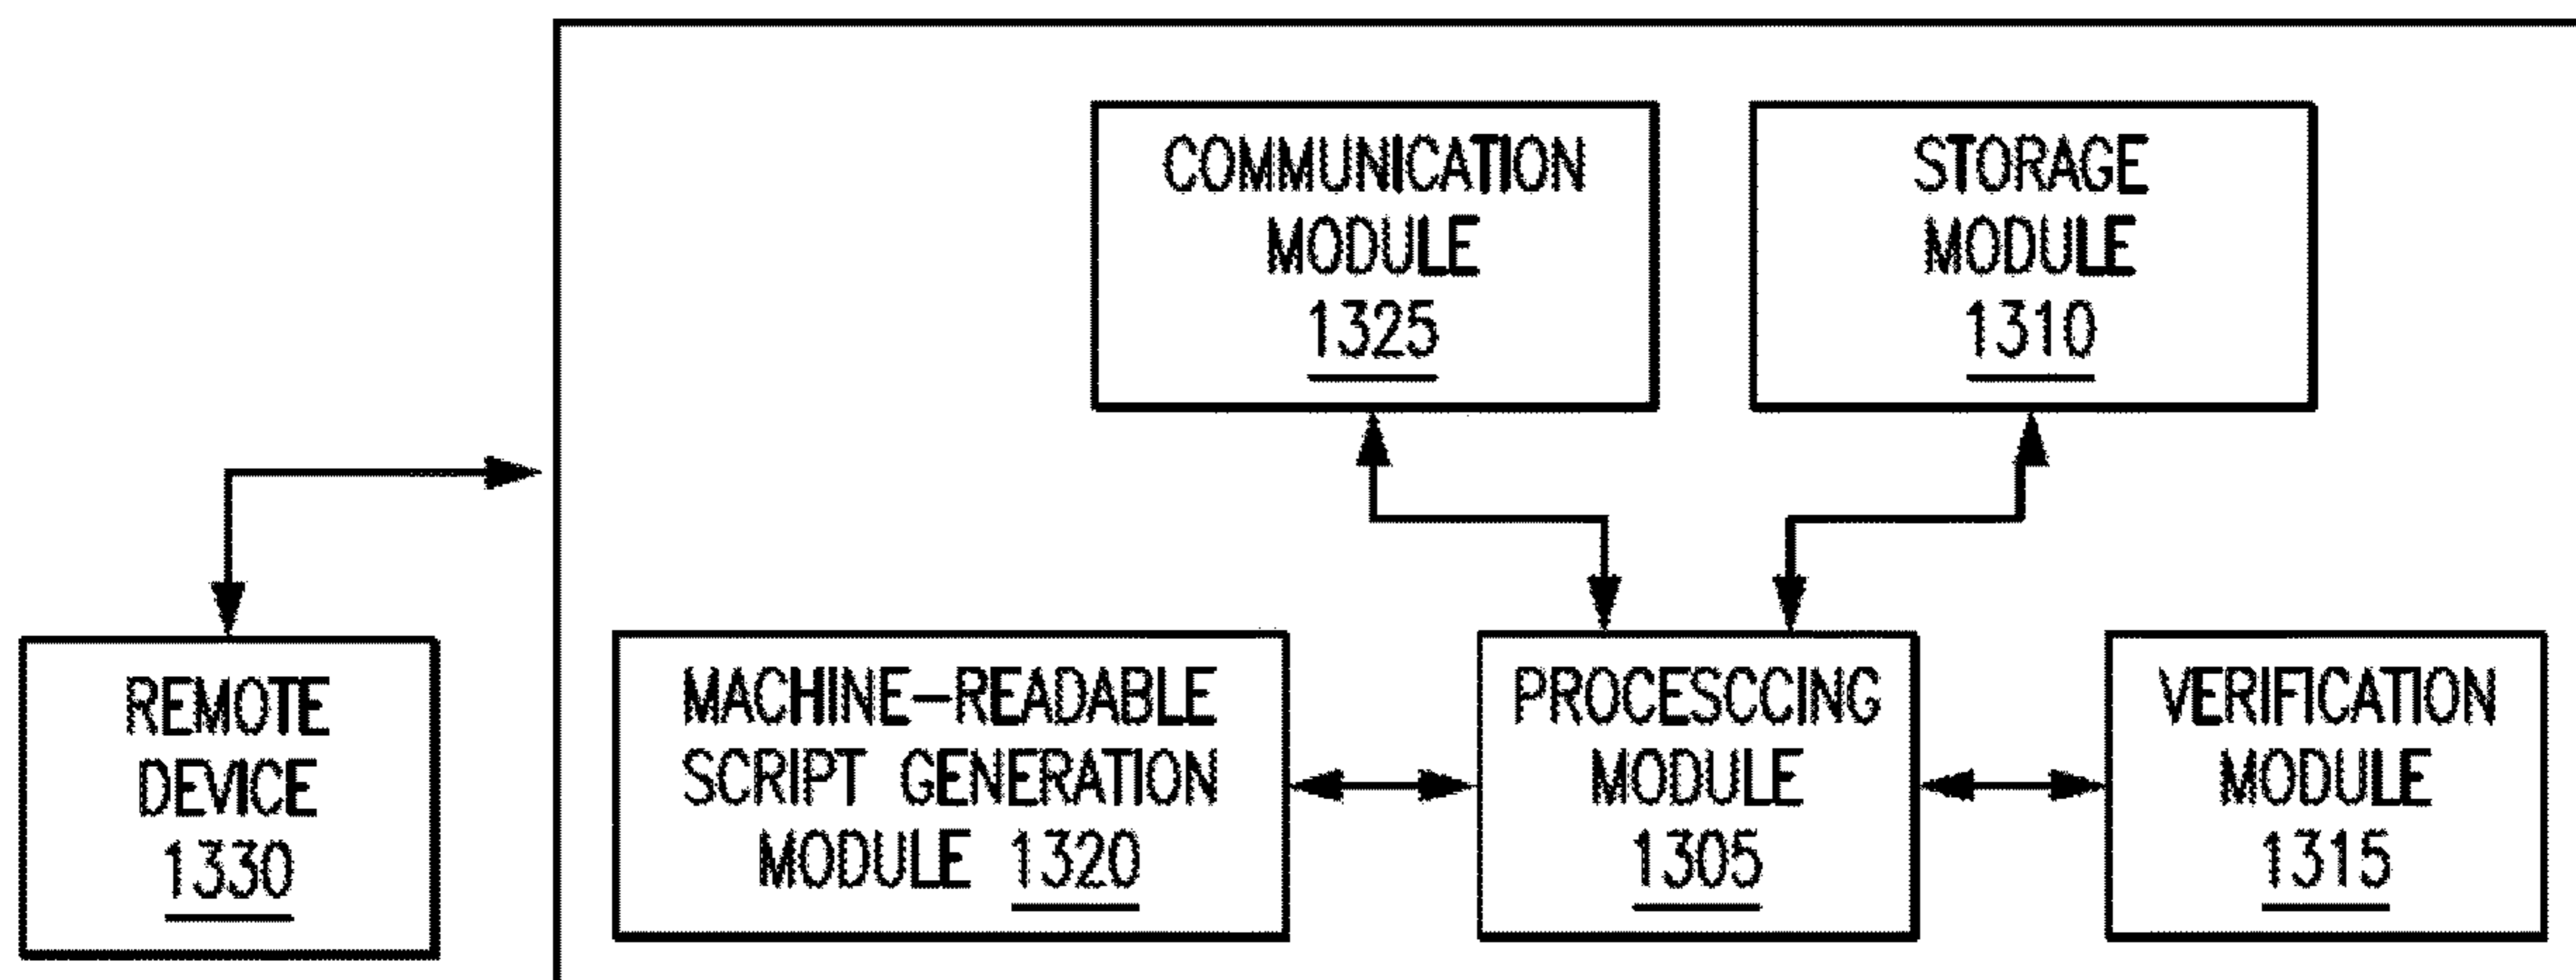 COMMUNICATION
MODULE
1325
STORAGE
MODULE
1310
REMOTE
DEVICE
1330
MACHINE-READABLE
SCRIPT GENERATION
MODULE 1320
PROCESCCING
MODULE
1305
VERIFICATION
MODULE
1315